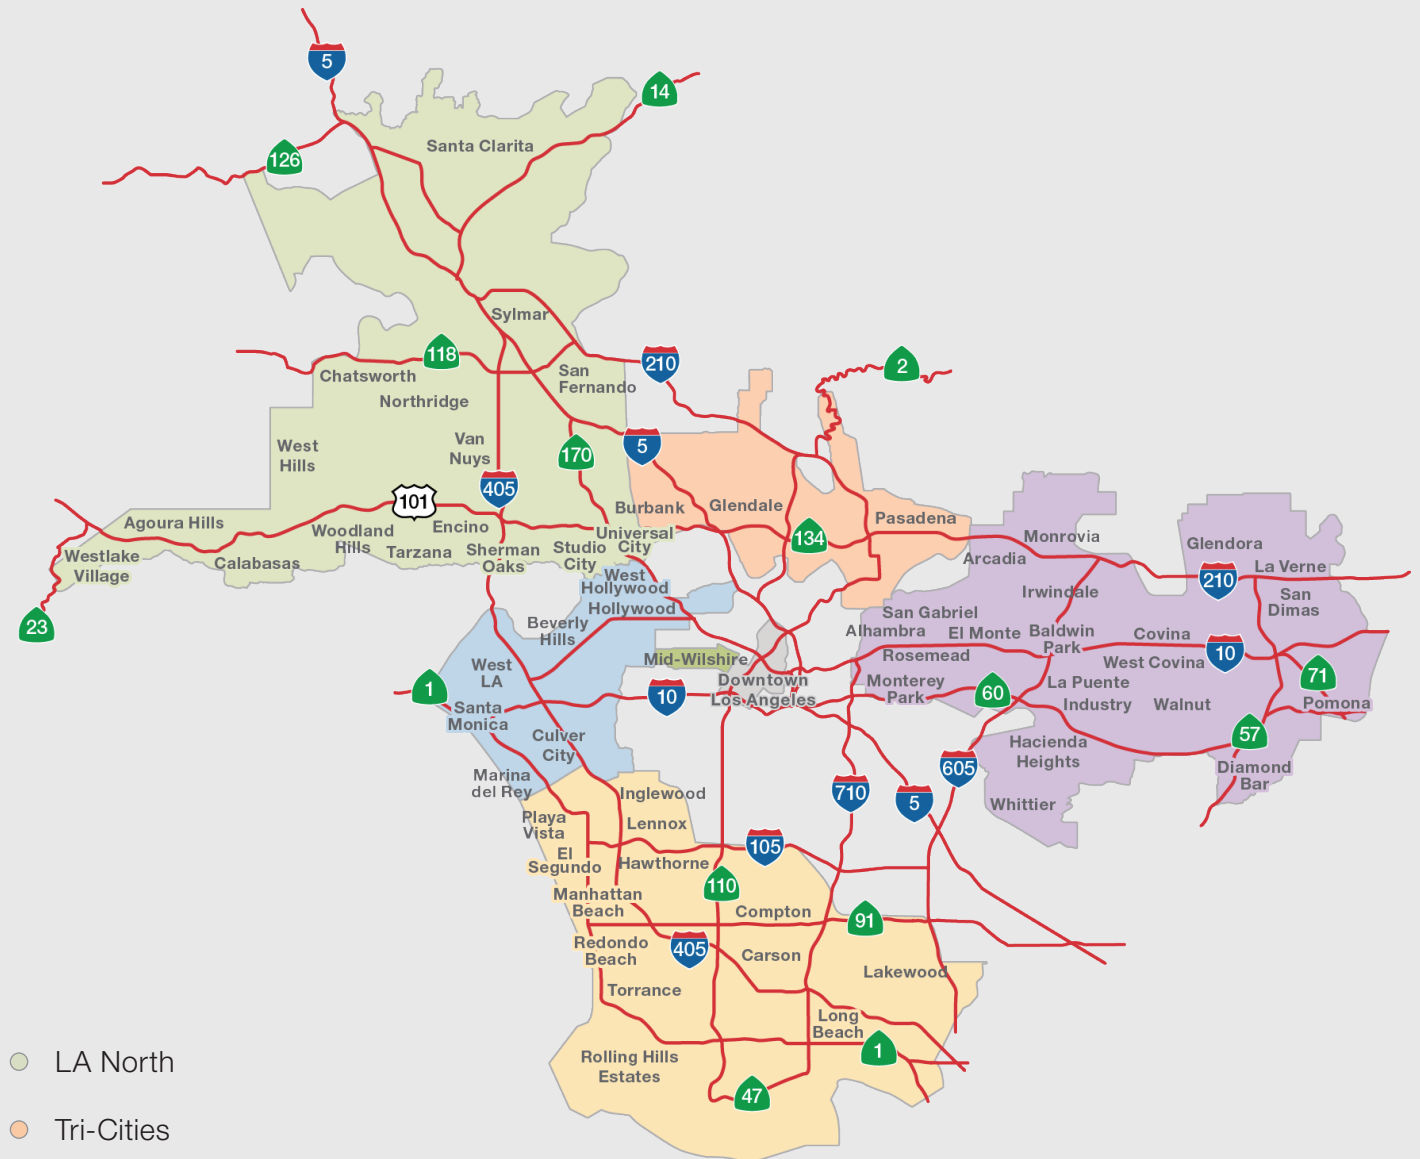 5
14
126
Santa Clarita
Sylmar
118
210
2
Chatsworth
San
Fernando
Northridge
West
Hills
Van
Nuys
170
5
405
101
Burbank
Glendale
Pasadena
134
Agoura Hills
Woodland
Hills
Encino
Tarzana
Sherman
Oaks
Studio
City
Universal
City
Westlake
Village
Calabasas
23
West
Hollywood
Hollywood
Beverly
Hills
Monrovia
Arcadia
Glendora
La Verne
210
Irwindale
San
Dimas
San Gabriel
Alhambra
El Monte
Baldwin
Park
Covina
Rosemead
West Covina
10
West
LA
Mid-Wilshire
Downtown
Los Angeles
1
10
Monterey
Park
60
La Puente
Industry
Walnut
71
Pomona
Santa
Monica
Culver
City
57
Hacienda
Heights
Diamond
Bar
605
Whittier
Marina
del Rey
Inglewood
710
5
Playa
Vista
Lennox
El
Segundo
Hawthorne
105
110
Manhattan
Beach
Compton
91
Redondo
Beach
405
Carson
Lakewood
Torrance
Long
Beach
1
Rolling Hills
Estates
47
LA North
Tri-Cities